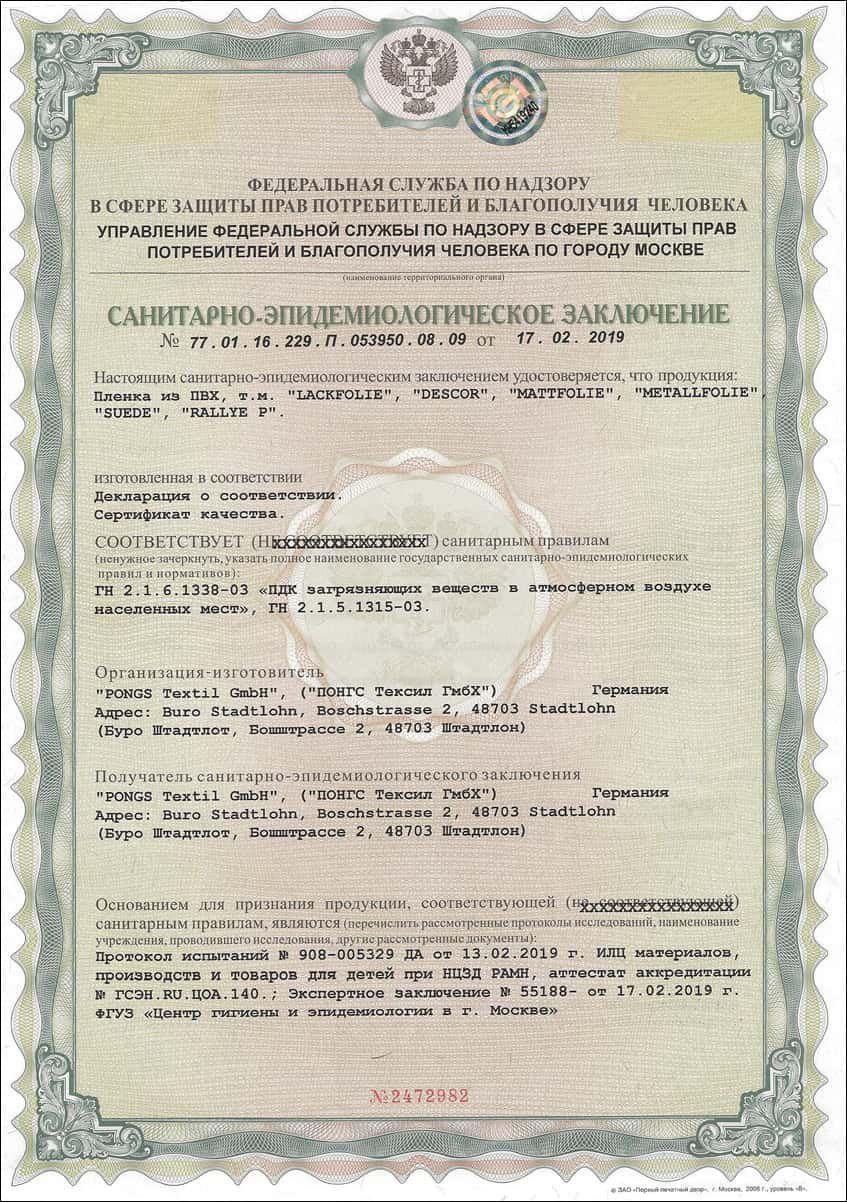 ФЕДЕРАЛЬНАЯ СЛУЖБА ПО НАДЗОРУ
В СФЕРЕ ЗАЩИТЫ ПРАВ ПОТРЕБИТЕЛЕЙ И БЛАГОПОЛУЧИЯ ЧЕЛОВЕКА
УПРАВЛЕНИЕ ФЕДЕРАЛЬНОЙ СЛУЖБЫ ПО НАДЗОРУ В СФЕРЕ ЗАЩИТЫ ПРАВ
ПОТРЕБИТЕЛЕЙ И БЛАГОПОЛУЧИЯ ЧЕЛОВЕКА ПО ГОРОДУ МОСКВЕ
(наименование территориального органа)
САНИТАРНО-ЭПИДЕМИОЛОГИЧЕСКОЕ ЗАКЛЮЧЕНИЕ
№ 77.01.16.229.П.053950.08.09 от 17.02.2019
Настоящим санитарно-эпидемиологическим заключением удостоверяется, что продукция:
Пленка из ПВХ, т.м. "LACKFOLIE", "DESCOR", "MATTFOLIE", "METALLFOLIE",
"SUEDE", "RALLYE P".
изготовленная в соответствии
Декларация о соответствии.
Сертификат качества.
СООТВЕТСТВУЕТ (НЕ СООТВЕТСТВУЕТ) санитарным правилам
(ненужное зачеркнуть, указать полное наименование государственных санитарно-эпидемиологических
правил и нормативов):
ГН 2.1.6.1338-03 «ПДК загрязняющих веществ в атмосферном воздухе
населенных мест», ГН 2.1.5.1315-03.
Организация-изготовитель
"PONGS Textil GmbH", ("ПОНГС Тексил ГмбХ") Германия
Адрес: Buro Stadtlohn, Boschstrasse 2, 48703 Stadtlohn
(Буро Штадтлот, Бошштрассе 2, 48703 Штадтлон)
Получатель санитарно-эпидемиологического заключения
"PONGS Textil GmbH", ("ПОНГС Тексил ГмбХ") Германия
Адрес: Buro Stadtlohn, Boschstrasse 2, 48703 Stadtlohn
(Буро Штадтлот, Бошштрассе 2, 48703 Штадтлон)
Основанием для признания продукции, соответствующей (не соответствующей)
санитарным правилам, являются (перечислить рассмотренные протоколы исследований, наименование
учреждения, проводившего исследования, другие рассмотренные документы):
Протокол испытаний № 908-005329 ДА от 13.02.2019 г. ИЛЦ материалов,
производств и товаров для детей при НЦЗД РАМН, аттестат аккредитации
№ ГСЭН.RU.ЦОА.140.; Экспертное заключение № 55188- от 17.02.2019 г.
ФГУЗ «Центр гигиены и эпидемиологии в г. Москве»
№2472982
© ЗАО «Первый печатный двор», г. Москва, 2008 г., уровень «В».